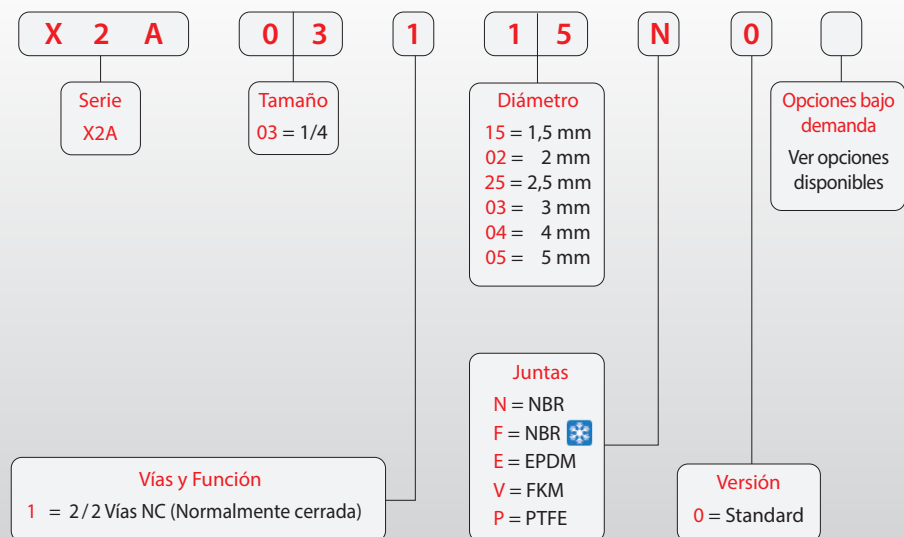 X 2 A 0 3 1 1 5 N 0
Serie
X2A
Tamaño
03 = 1/4
Diámetro
15 = 1,5 mm
02 = 2 mm
25 = 2,5 mm
03 = 3 mm
04 = 4 mm
05 = 5 mm
Opciones bajo
demanda
Ver opciones
disponibles
Juntas
N = NBR
F = NBR
E = EPDM
V = FKM
P = PTFE
Vías y Función
1 = 2/2 Vías NC (Normalmente cerrada)
Versión
0 = Standard